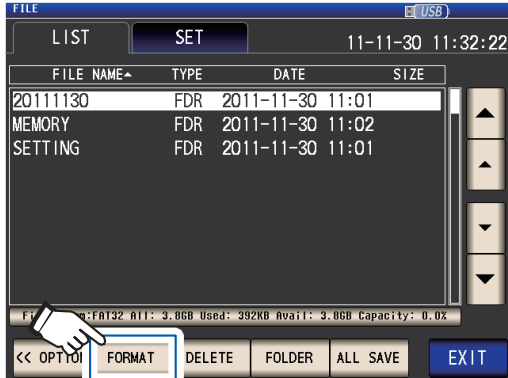 FILE
USB
LIST SET 11-11-30 11:32:22
FILE NAME▲ TYPE DATE SIZE
20111130 FDR 2011-11-30 11:01
MEMORY FDR 2011-11-30 11:02
SETTING FDR 2011-11-30 11:01
:FAT32 All: 3.8GB Used: 392KB Avail: 3.8GB Capacity: 0.0%
<< FORMAT DELETE FOLDER ALL SAVE EXIT